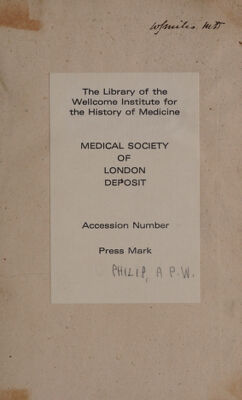 The Library of the
Wellcome Institute for
the History of Medicine
MEDICAL SOCIETY
OF
LONDON
DEPOSIT
Accession Number
Press Mark
PHILIP, A P.W.